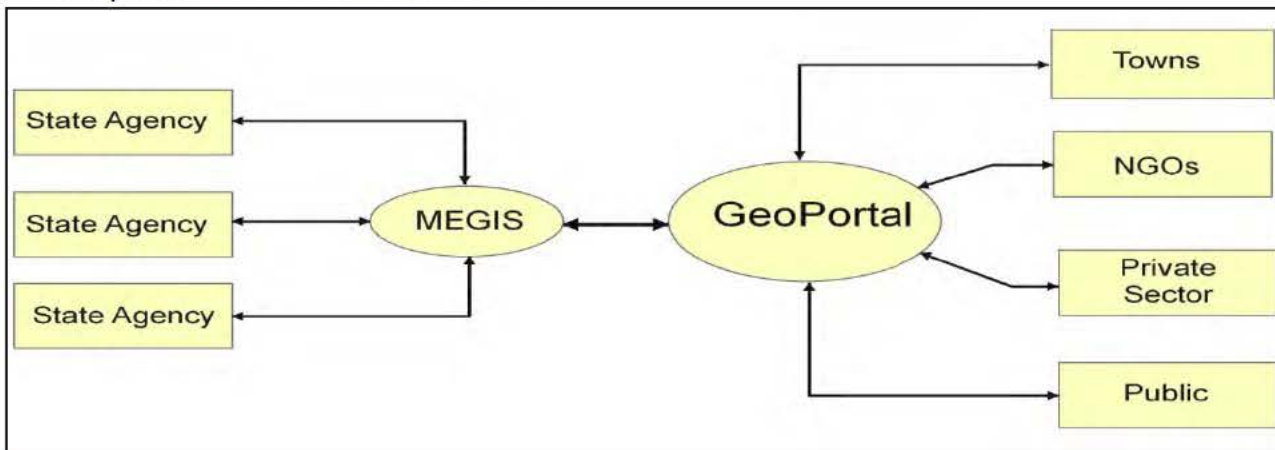 State Agency
State Agency
State Agency
MEGIS
GeoPortal
Towns
NGOs
Private
Sector
Public